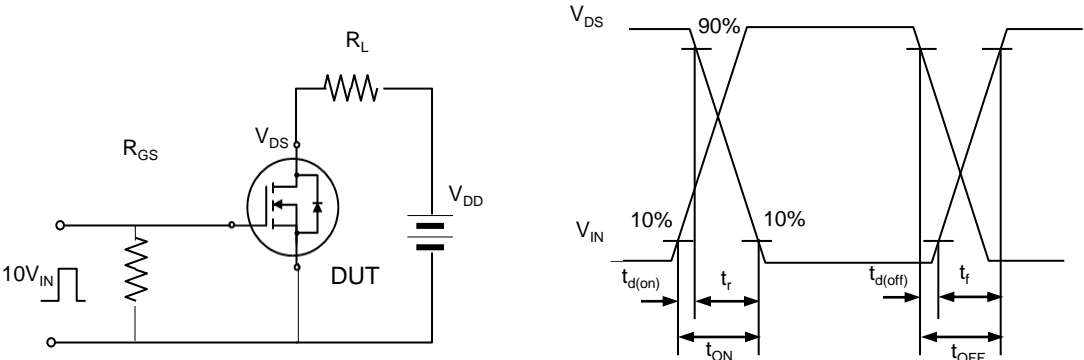 R_L
V_DS
R_GS
V_DD
10V_IN
DUT
V_DS
90%
10%
10%
V_IN
t_d(on)
t_r
t_d(off)
t_f
t_ON
t_OFF